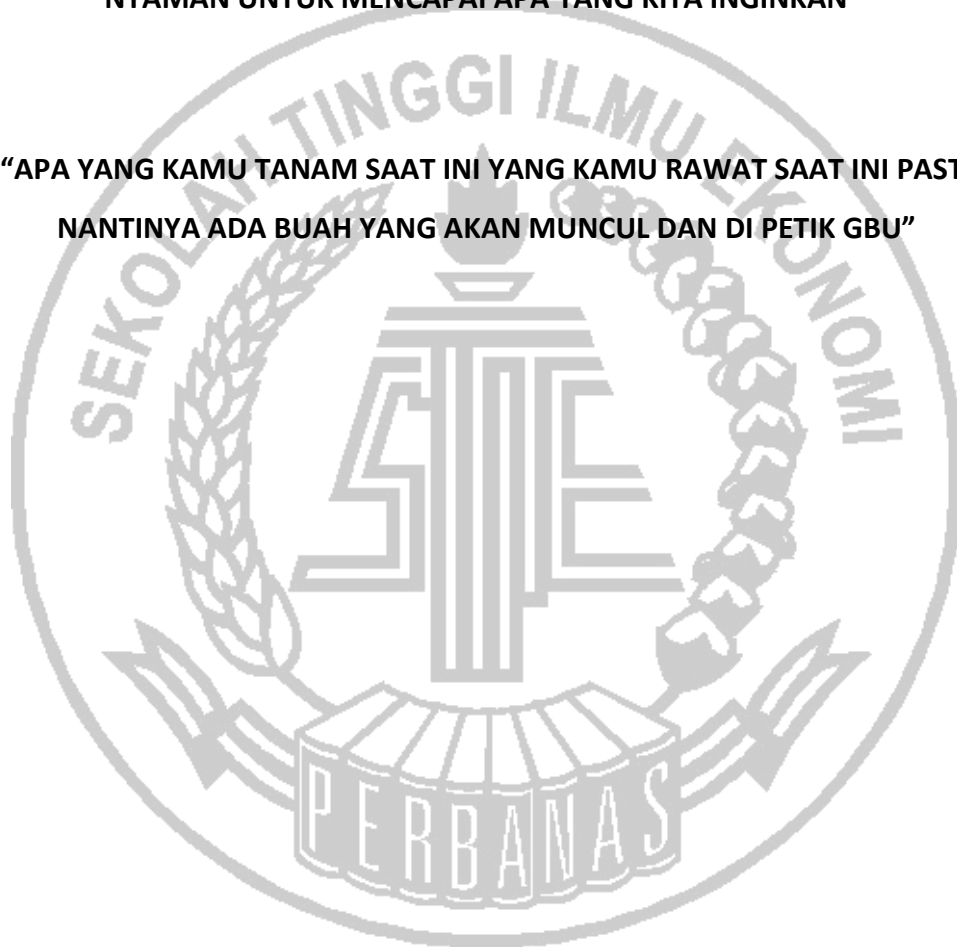 NYAMAN UNTUK MENCAPAI APA YANG KITA INGINKAN
“APA YANG KAMU TANAM SAAT INI YANG KAMU RAWAT SAAT INI PAST
NANTINYA ADA BUAH YANG AKAN MUNCUL DAN DI PETIK GBU”
SEKOLAH TINGGI ILMU EKONOMI
STIE
PERBANAS